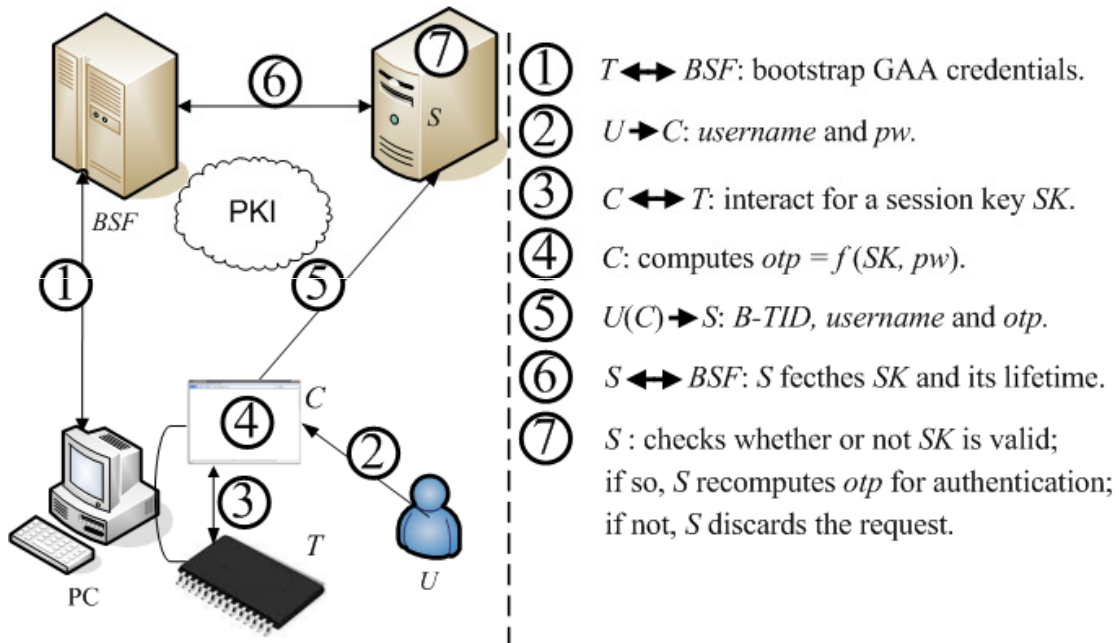 7
6
S
BSF
PKI
1
5
C
4
2
3
T
U
PC
1 T ↔ BSF: bootstrap GAA credentials.
2 U → C: username and pw.
3 C ↔ T: interact for a session key SK.
4 C: computes otp = f (SK, pw).
5 U(C) → S: B-TID, username and otp.
6 S ↔ BSF: S fecthes SK and its lifetime.
7 S : checks whether or not SK is valid;
if so, S recomputes otp for authentication;
if not, S discards the request.